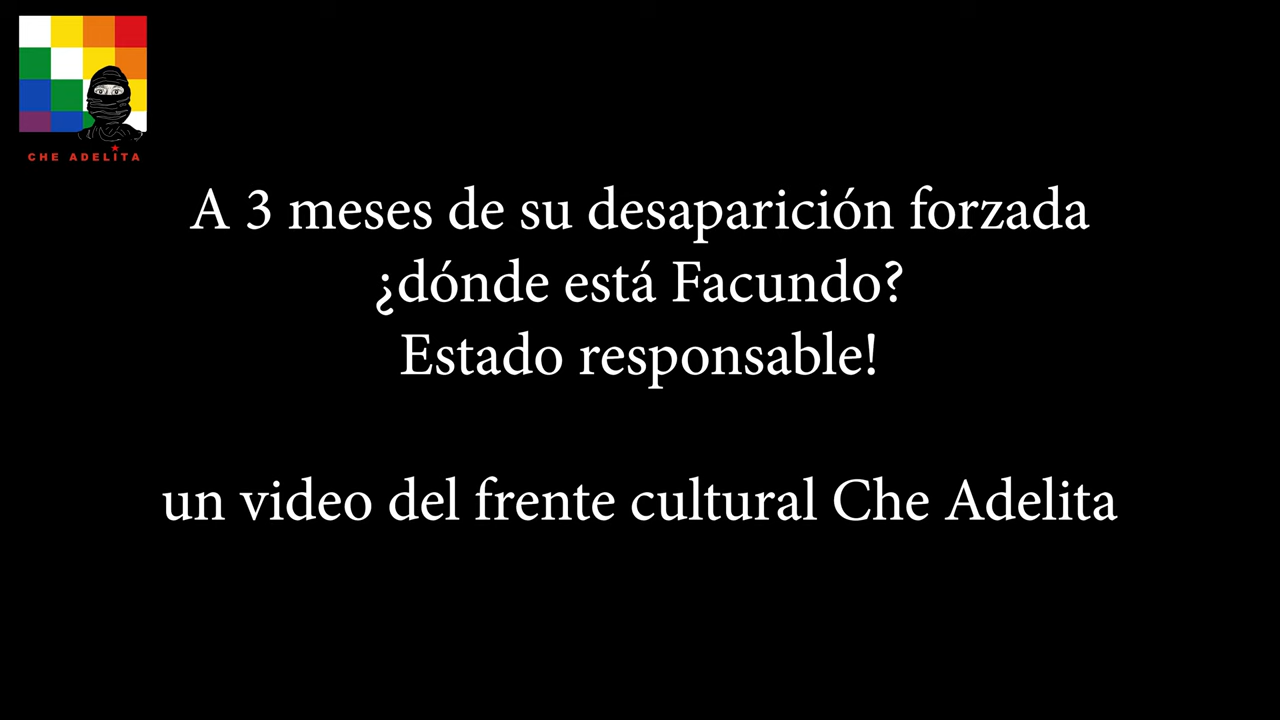 CHE ADELITA
A 3 meses de su desaparición forzada
¿dónde está Facundo?
Estado responsable!
un video del frente cultural Che Adelita